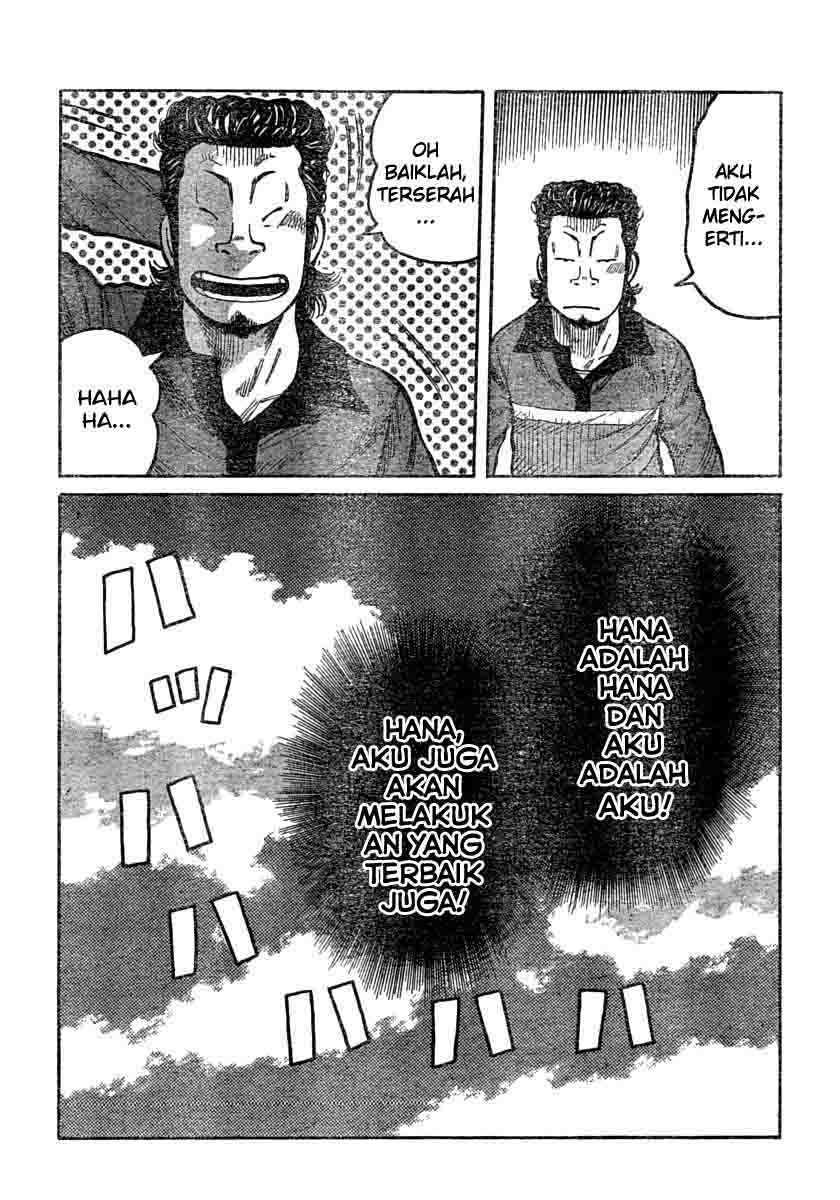 AKU
TIDAK
MENG-
ERTI...
OH
BAIKLAH,
TERSERAH
...
HAHA
HA...
HANA
ADALAH
HANA
DAN
AKU
ADALAH
AKU!
HANA,
AKU JUGA
AKAN
MELAKUK
AN YANG
TERBAIK
JUGA!